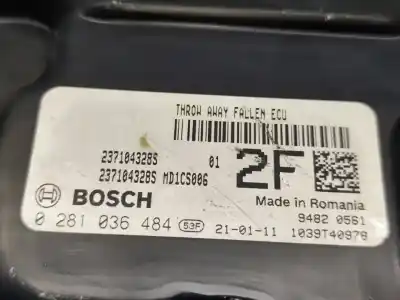 THROW AWAY FALLEN ECU
237104328S 01
237104328S MD1CS006
2F
BOSCH
Made in Romania
9482 0561
0 281 036 484 53F 21-01-11 1039T40979